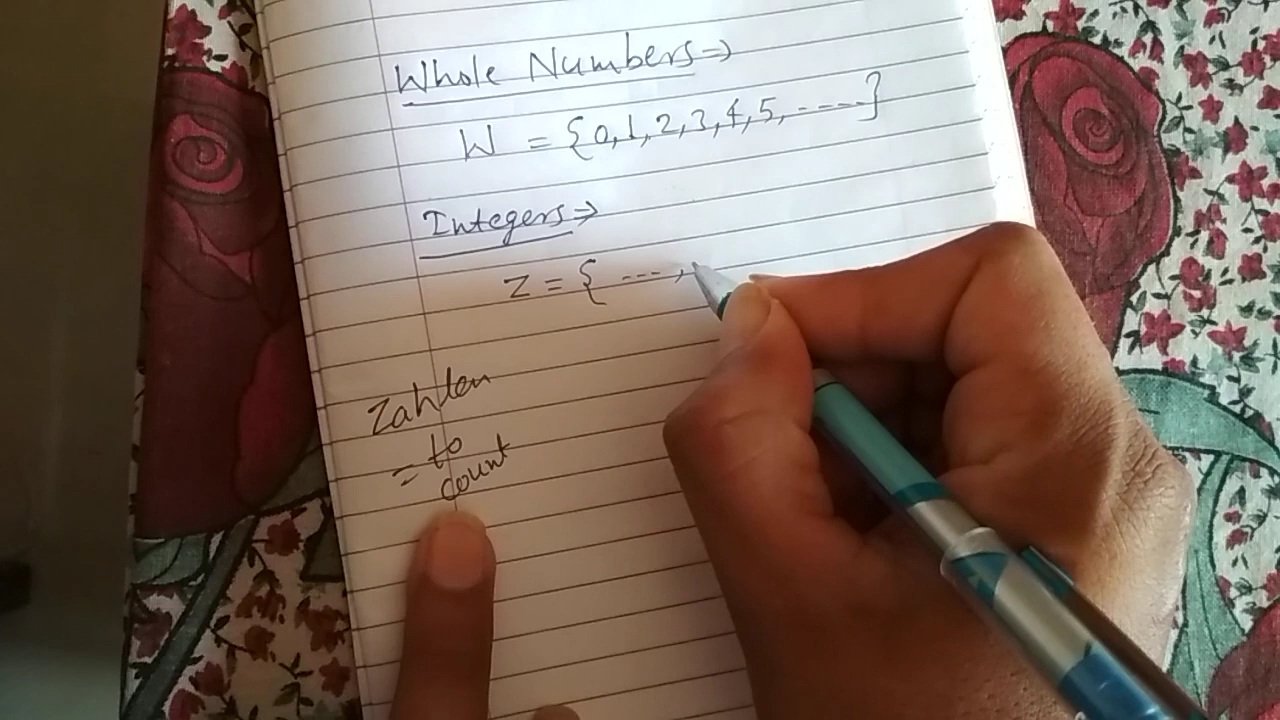 Whole Numbers ⇒
W = {0, 1, 2, 3, 4, 5, -----}
Integers ⇒
Z = { --- ,
Zahlen
= to
count